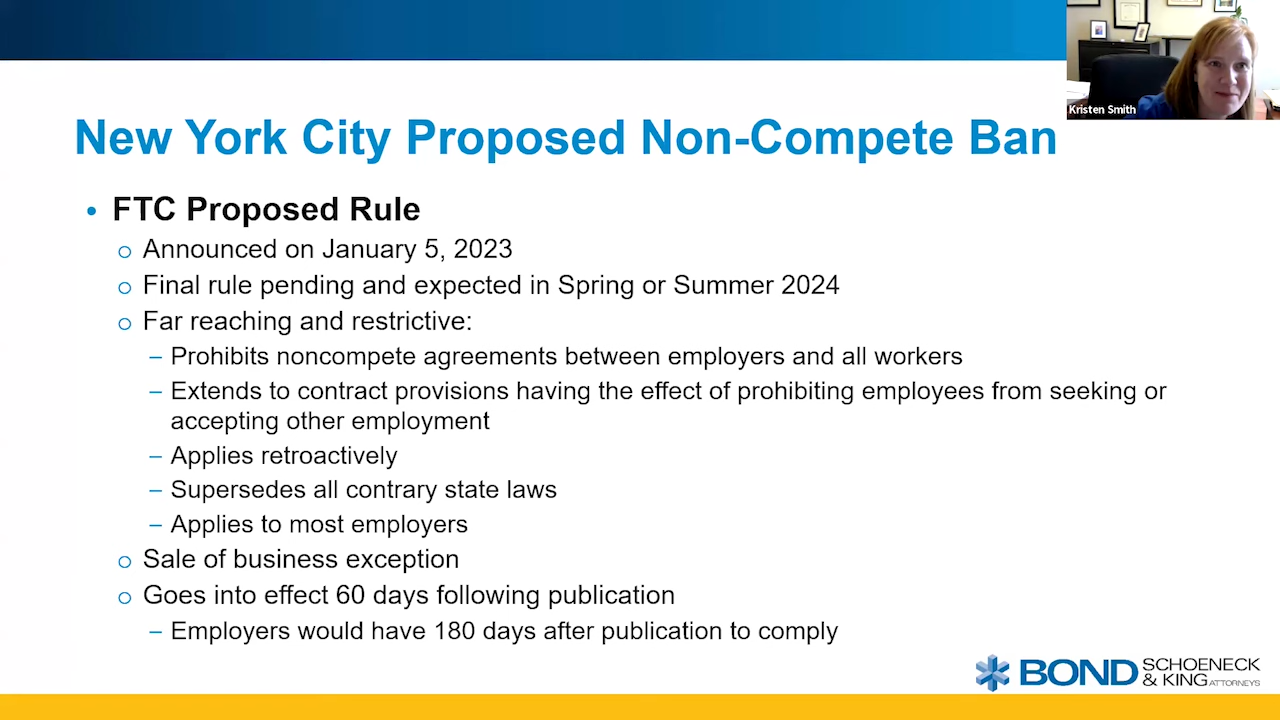 Kristen Smith
New York City Proposed Non-Compete Ban
• FTC Proposed Rule
o Announced on January 5, 2023
o Final rule pending and expected in Spring or Summer 2024
o Far reaching and restrictive:
– Prohibits noncompete agreements between employers and all workers
– Extends to contract provisions having the effect of prohibiting employees from seeking or
accepting other employment
– Applies retroactively
– Supersedes all contrary state laws
– Applies to most employers
o Sale of business exception
o Goes into effect 60 days following publication
– Employers would have 180 days after publication to comply
BOND SCHOENECK
& KING ATTORNEYS